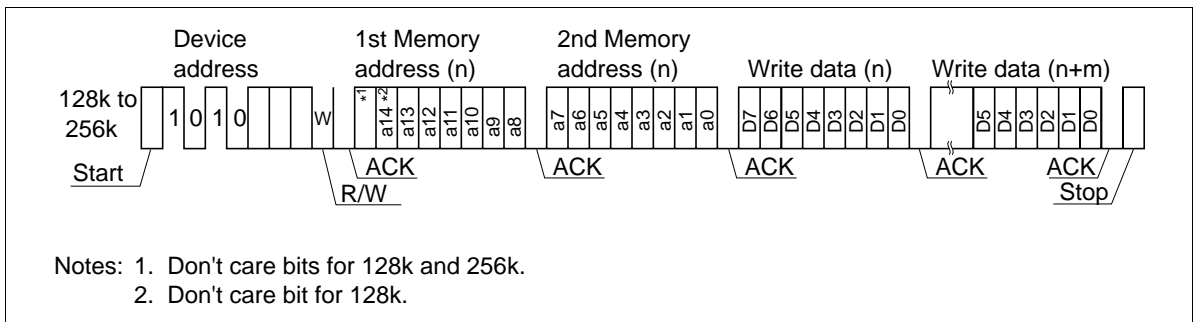 Device address
1st Memory address (n)
2nd Memory address (n)
Write data (n)
Write data (n+m)
128k to 256k
1 0 1 0 W
*1 a14 *2 a13 a12 a11 a10 a9 a8
a7 a6 a5 a4 a3 a2 a1 a0
D7 D6 D5 D4 D3 D2 D1 D0
D5 D4 D3 D2 D1 D0
Start
R/W
ACK
ACK
ACK
ACK
ACK
Stop
Notes: 1. Don't care bits for 128k and 256k.
2. Don't care bit for 128k.